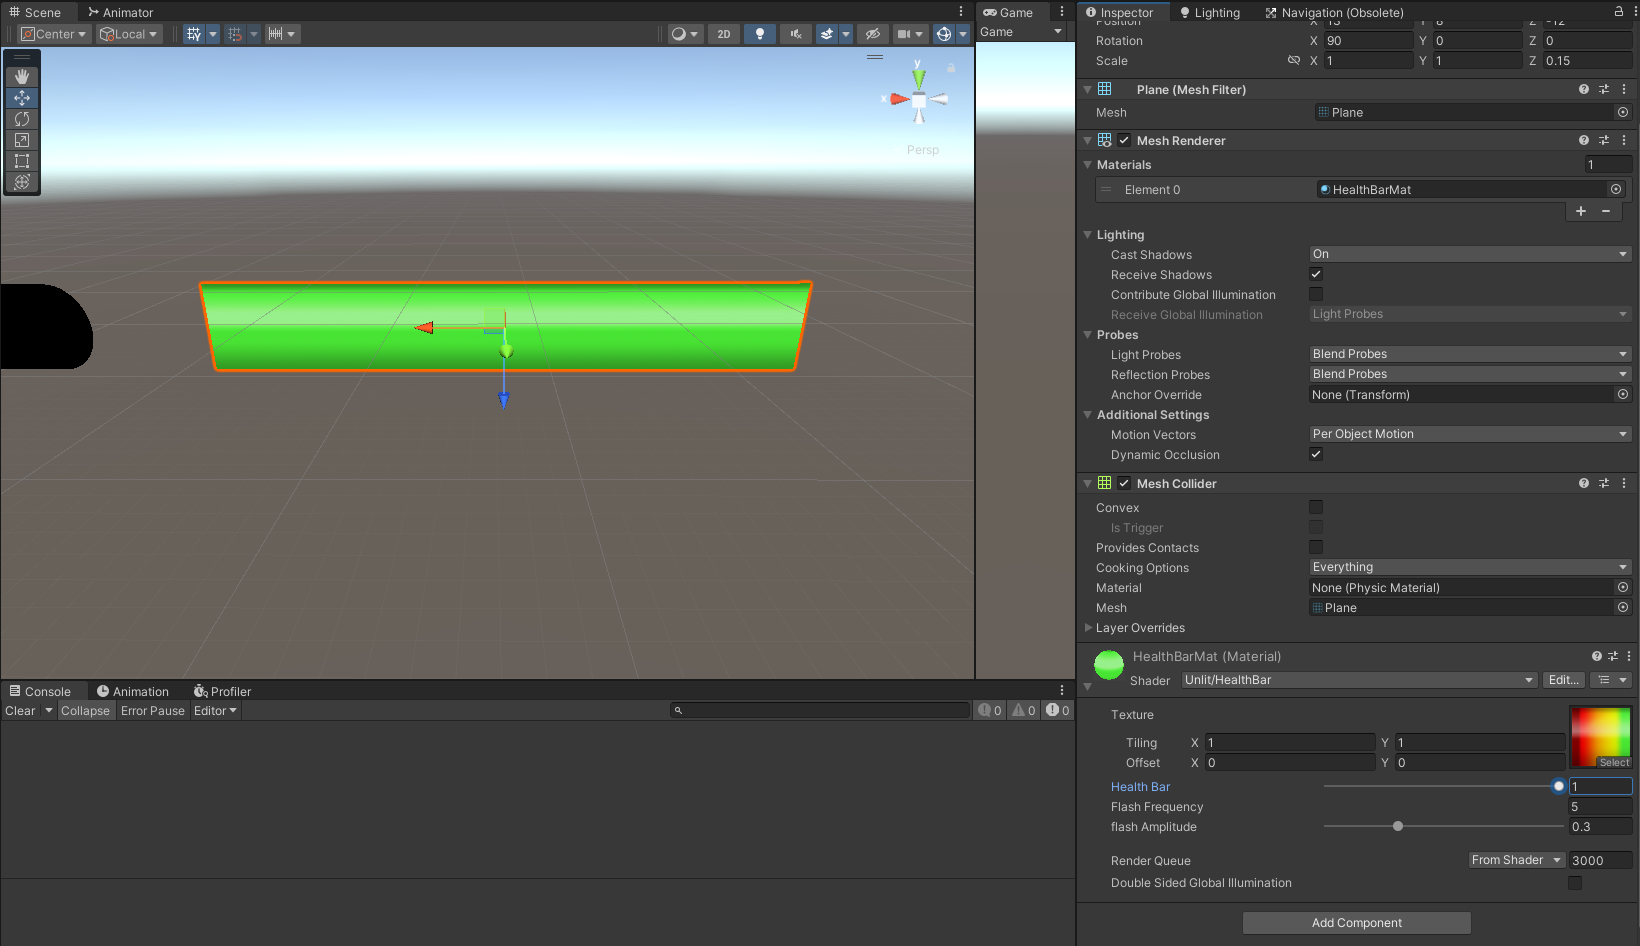 Scene
Animator
Game
Inspector
Lighting
Navigation (Obsolete)
Center
Local
2D
Game
Position X 13 Y 8 Z -12
Rotation X 90 Y 0 Z 0
Scale X 1 Y 1 Z 0.15
y
x
Persp
Plane (Mesh Filter)
Mesh Plane
Mesh Renderer
Materials 1
Element 0 HealthBarMat
+ −
Lighting
Cast Shadows On
Receive Shadows
Contribute Global Illumination
Receive Global Illumination Light Probes
Probes
Light Probes Blend Probes
Reflection Probes Blend Probes
Anchor Override None (Transform)
Additional Settings
Motion Vectors Per Object Motion
Dynamic Occlusion
Mesh Collider
Convex
Is Trigger
Provides Contacts
Cooking Options Everything
Material None (Physic Material)
Mesh Plane
Layer Overrides
HealthBarMat (Material)
Shader Unlit/HealthBar Edit...
Texture
Tiling X 1 Y 1
Offset X 0 Y 0
Select
Health Bar 1
Flash Frequency 5
flash Amplitude 0.3
Render Queue From Shader 3000
Double Sided Global Illumination
Add Component
Console
Animation
Profiler
Clear
Collapse
Error Pause
Editor
0 0 0